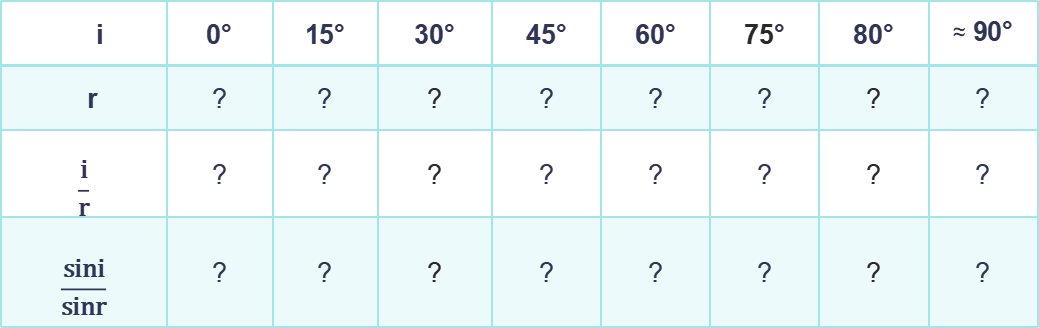 i 0° 15° 30° 45° 60° 75° 80° ≈ 90°
r ? ? ? ? ? ? ? ?
i/r ? ? ? ? ? ? ? ?
sini/sinr ? ? ? ? ? ? ? ?